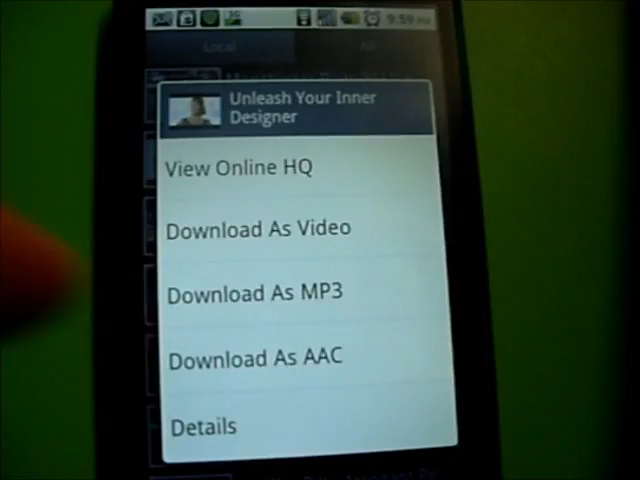 9:59 PM
Local
All
Unleash Your Inner
Designer
View Online HQ
Download As Video
Download As MP3
Download As AAC
Details